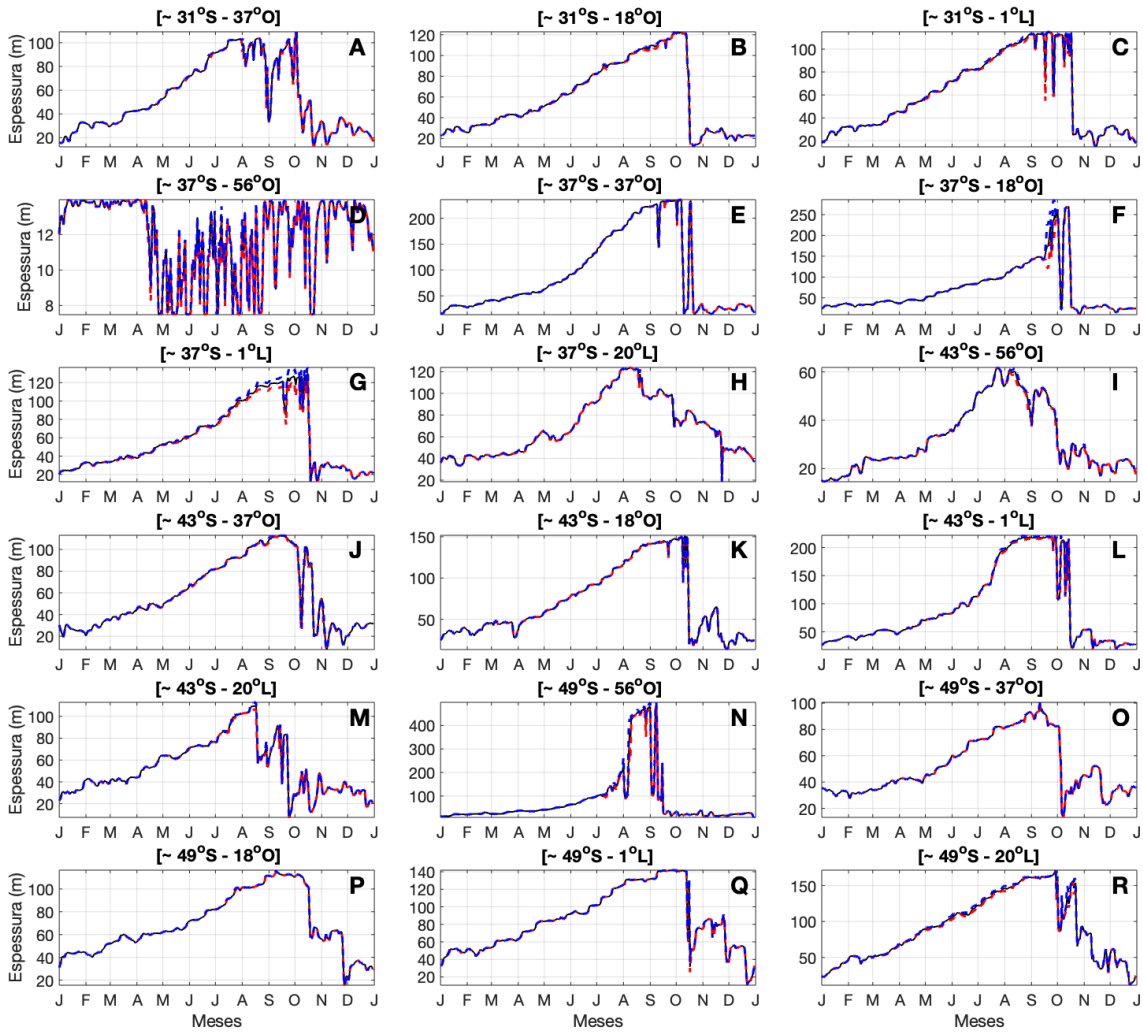 [~ 31°S - 37°O]
Espessura (m)
100
80
60
40
20
A
J F M A M J J A S O N D J
[~ 31°S - 18°O]
120
100
80
60
40
20
B
J F M A M J J A S O N D J
[~ 31°S - 1°L]
100
80
60
40
20
C
J F M A M J J A S O N D J
[~ 37°S - 56°O]
Espessura (m)
12
10
8
D
J F M A M J J A S O N D J
[~ 37°S - 37°O]
200
150
100
50
E
J F M A M J J A S O N D J
[~ 37°S - 18°O]
250
200
150
100
50
F
J F M A M J J A S O N D J
[~ 37°S - 1°L]
Espessura (m)
120
100
80
60
40
20
G
J F M A M J J A S O N D J
[~ 37°S - 20°L]
120
100
80
60
40
20
H
J F M A M J J A S O N D J
[~ 43°S - 56°O]
60
40
20
I
J F M A M J J A S O N D J
[~ 43°S - 37°O]
Espessura (m)
100
80
60
40
20
J
J F M A M J J A S O N D J
[~ 43°S - 18°O]
150
100
50
K
J F M A M J J A S O N D J
[~ 43°S - 1°L]
200
150
100
50
L
J F M A M J J A S O N D J
[~ 43°S - 20°L]
Espessura (m)
100
80
60
40
20
M
J F M A M J J A S O N D J
[~ 49°S - 56°O]
400
300
200
100
N
J F M A M J J A S O N D J
[~ 49°S - 37°O]
100
80
60
40
20
O
J F M A M J J A S O N D J
[~ 49°S - 18°O]
Espessura (m)
100
80
60
40
20
P
J F M A M J J A S O N D J
Meses
[~ 49°S - 1°L]
140
120
100
80
60
40
20
Q
J F M A M J J A S O N D J
Meses
[~ 49°S - 20°L]
150
100
50
R
J F M A M J J A S O N D J
Meses